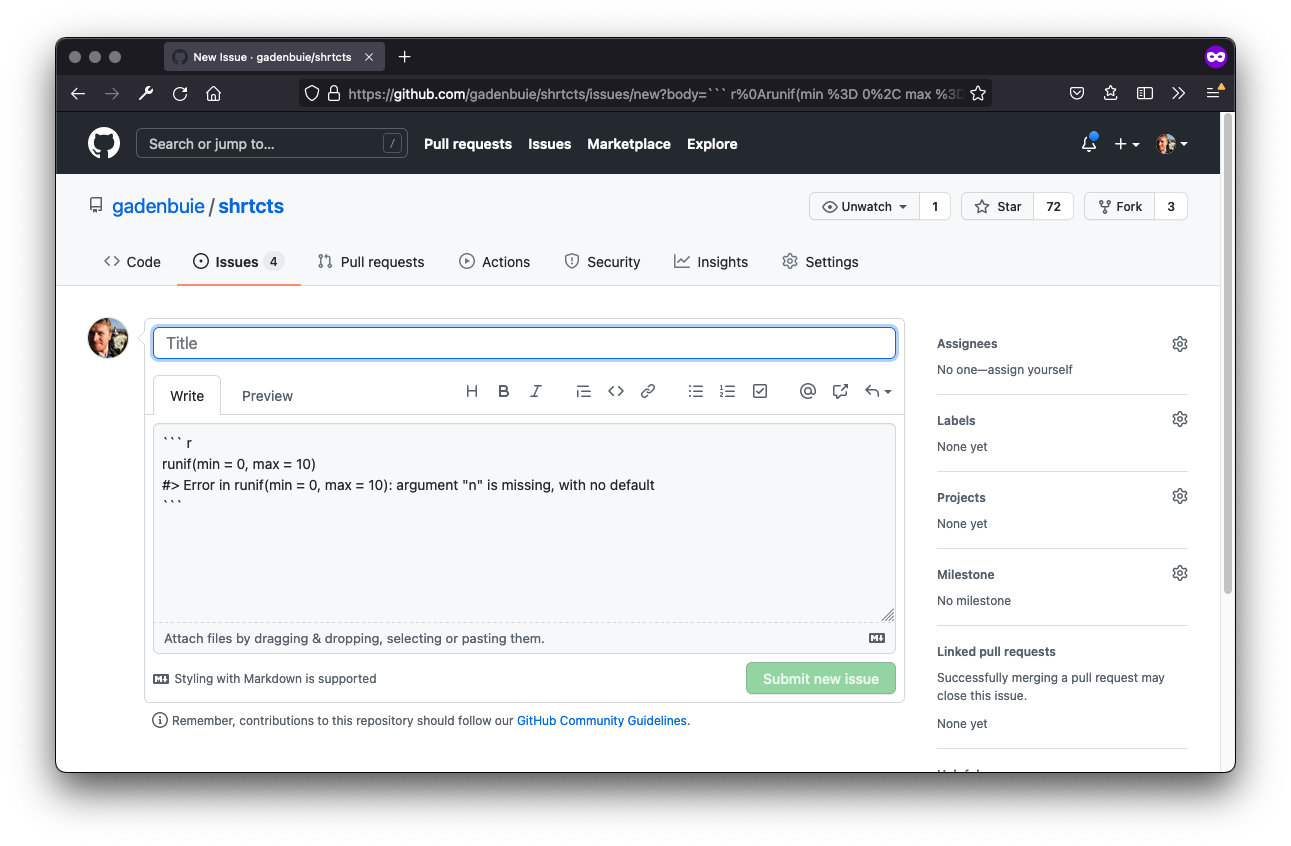 New Issue · gadenbuie/shrtcts
https://github.com/gadenbuie/shrtcts/issues/new?body=``` r%0Arunif(min %3D 0%2C max %3D
Search or jump to... /
Pull requests
Issues
Marketplace
Explore
gadenbuie / shrtcts
Unwatch 1
Star 72
Fork 3
Code
Issues 4
Pull requests
Actions
Security
Insights
Settings
Title
Write
Preview
``` r
runif(min = 0, max = 10)
#> Error in runif(min = 0, max = 10): argument "n" is missing, with no default
```
Attach files by dragging & dropping, selecting or pasting them.
Styling with Markdown is supported
Submit new issue
Remember, contributions to this repository should follow our GitHub Community Guidelines.
Assignees
No one—assign yourself
Labels
None yet
Projects
None yet
Milestone
No milestone
Linked pull requests
Successfully merging a pull request may
close this issue.
None yet